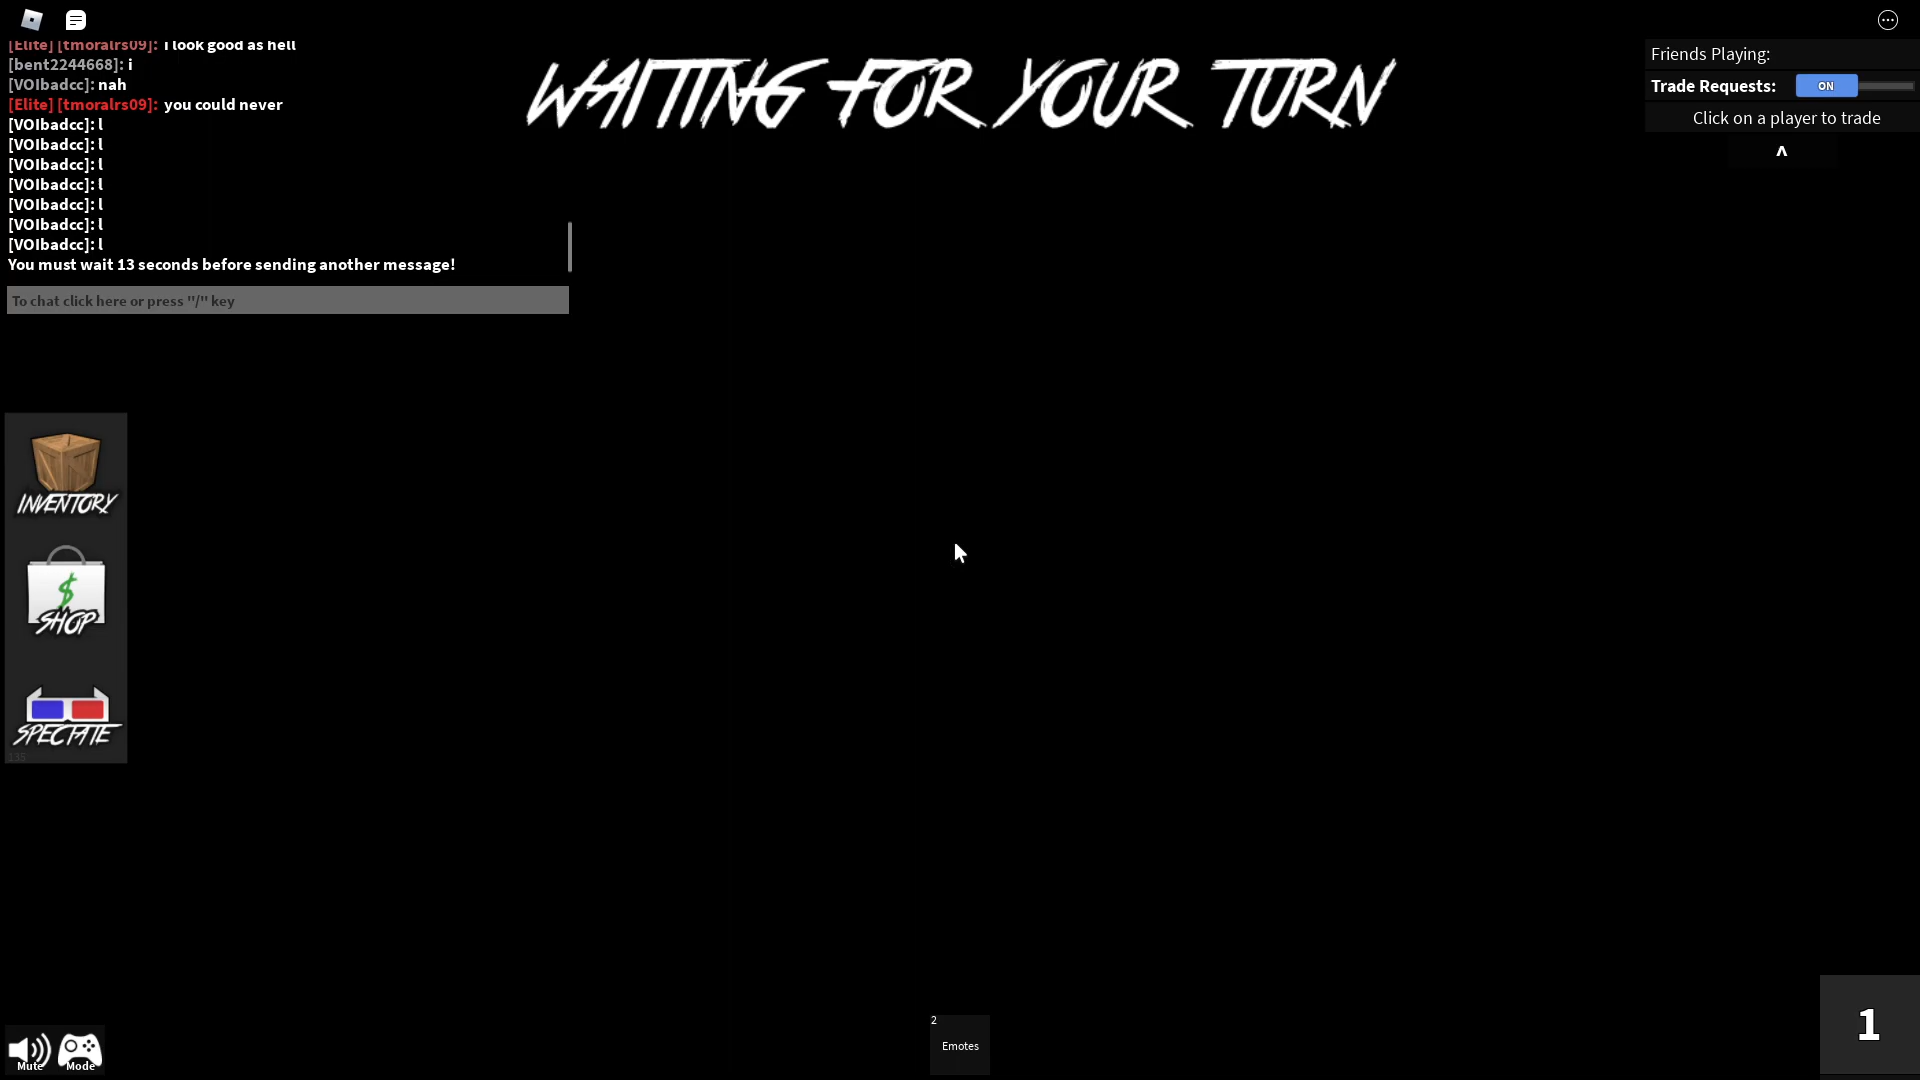 [Elite] [tmoralrs09]: i look good as hell
[bent2244668]: i
[VOIbadcc]: nah
[Elite] [tmoralrs09]: you could never
[VOIbadcc]: l
[VOIbadcc]: l
[VOIbadcc]: l
[VOIbadcc]: l
[VOIbadcc]: l
[VOIbadcc]: l
[VOIbadcc]: l
You must wait 13 seconds before sending another message!
To chat click here or press "/" key
WAITING FOR YOUR TURN
Friends Playing:
Trade Requests: ON
Click on a player to trade
^
INVENTORY
$
SHOP
SPECTATE
135
Mute Mode
2
Emotes
1